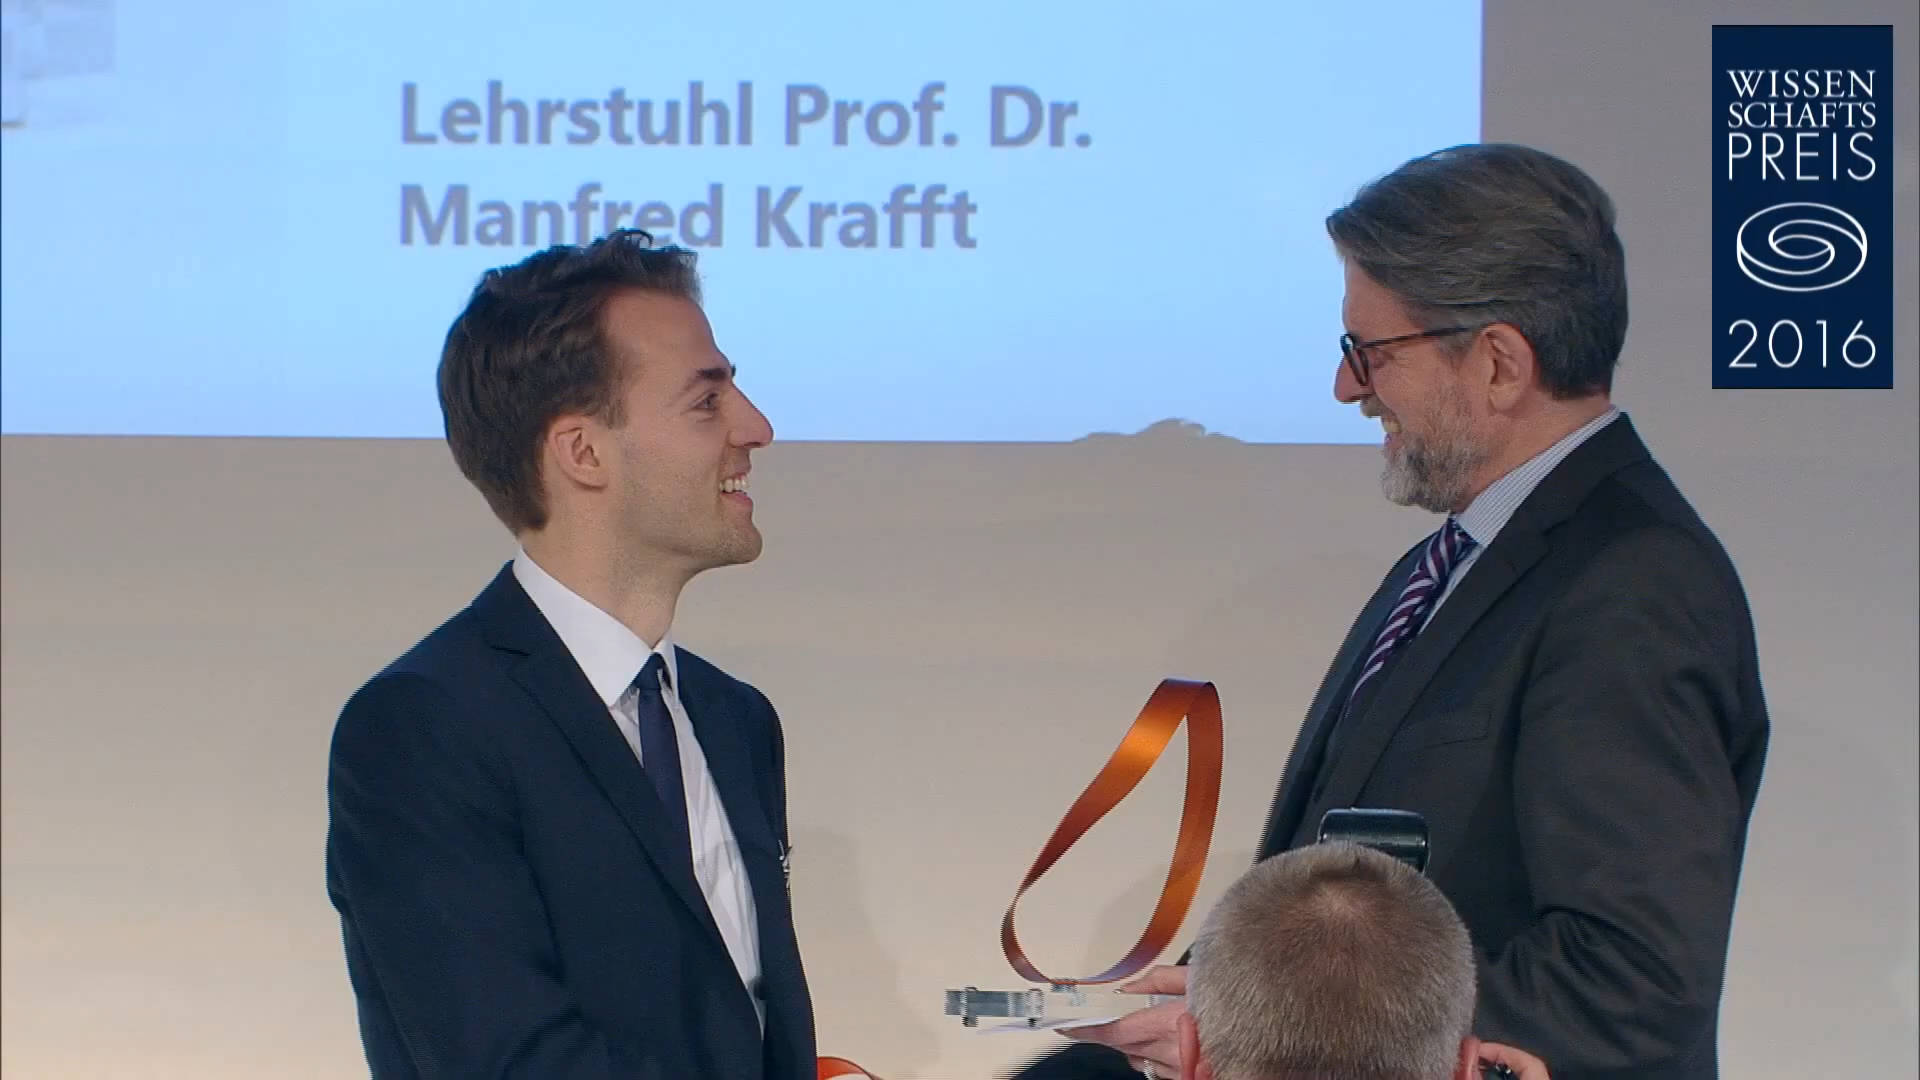 Lehrstuhl Prof. Dr.
Manfred Krafft
WISSEN
SCHAFTS
PREIS
2016